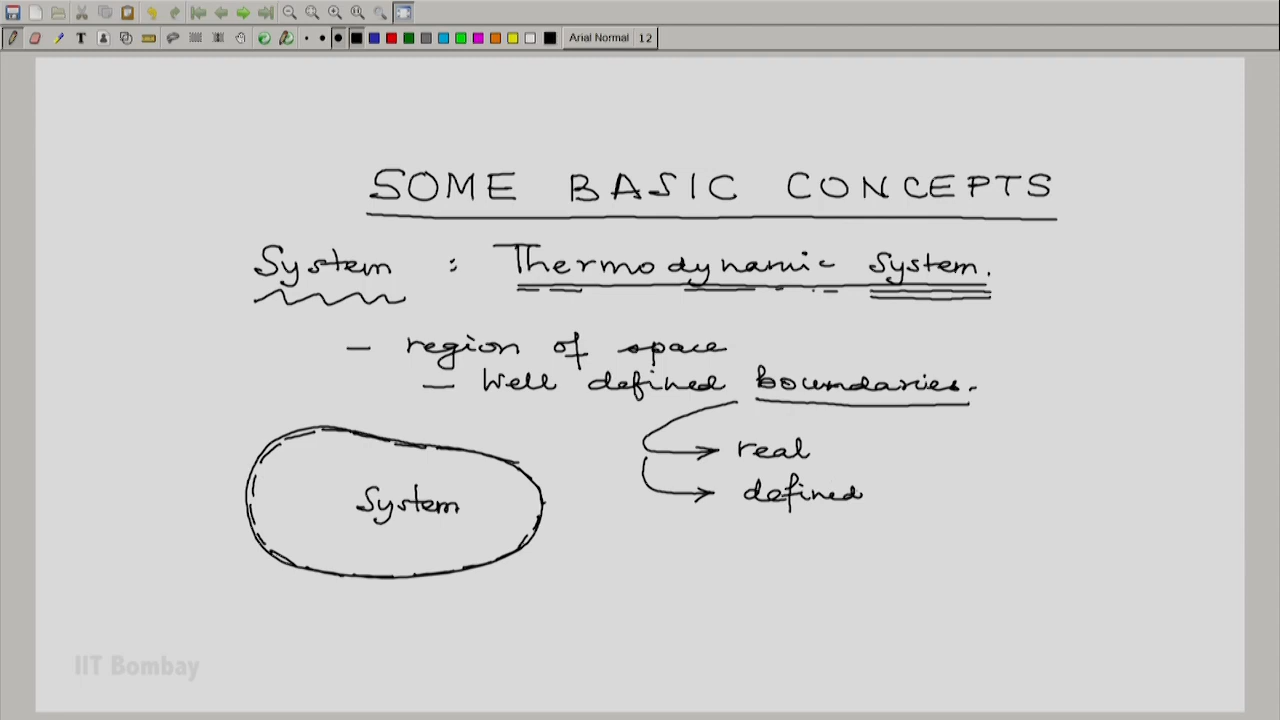 Arial Normal 12
SOME BASIC CONCEPTS
System : Thermodynamic System.
— region of space
— Well defined boundaries.
real
defined
System
IIT Bombay